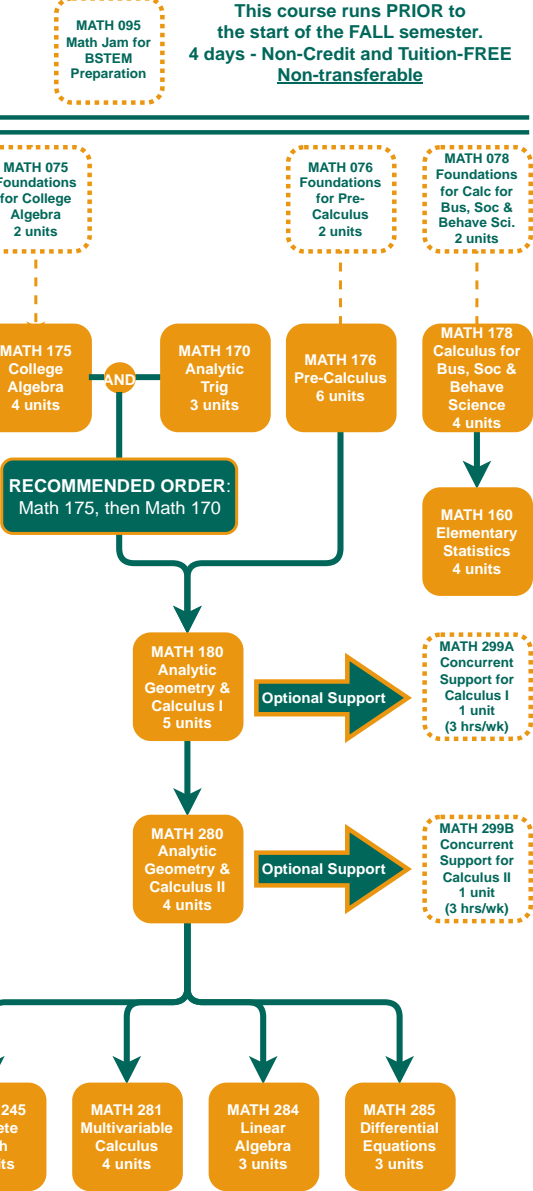 MATH 095
Math Jam for
BSTEM
Preparation
This course runs PRIOR to
the start of the FALL semester.
4 days - Non-Credit and Tuition-FREE
Non-transferable
MATH 075
Foundations
for College
Algebra
2 units
MATH 076
Foundations
for Pre-
Calculus
2 units
MATH 078
Foundations
for Calc for
Bus, Soc &
Behave Sci.
2 units
MATH 175
College
Algebra
4 units
AND
MATH 170
Analytic
Trig
3 units
MATH 176
Pre-Calculus
6 units
MATH 178
Calculus for
Bus, Soc &
Behave
Science
4 units
RECOMMENDED ORDER:
Math 175, then Math 170
MATH 160
Elementary
Statistics
4 units
MATH 180
Analytic
Geometry &
Calculus I
5 units
Optional Support
MATH 299A
Concurrent
Support for
Calculus I
1 unit
(3 hrs/wk)
MATH 280
Analytic
Geometry &
Calculus II
4 units
Optional Support
MATH 299B
Concurrent
Support for
Calculus II
1 unit
(3 hrs/wk)
245
MATH 281
Multivariable
Calculus
4 units
MATH 284
Linear
Algebra
3 units
MATH 285
Differential
Equations
3 units